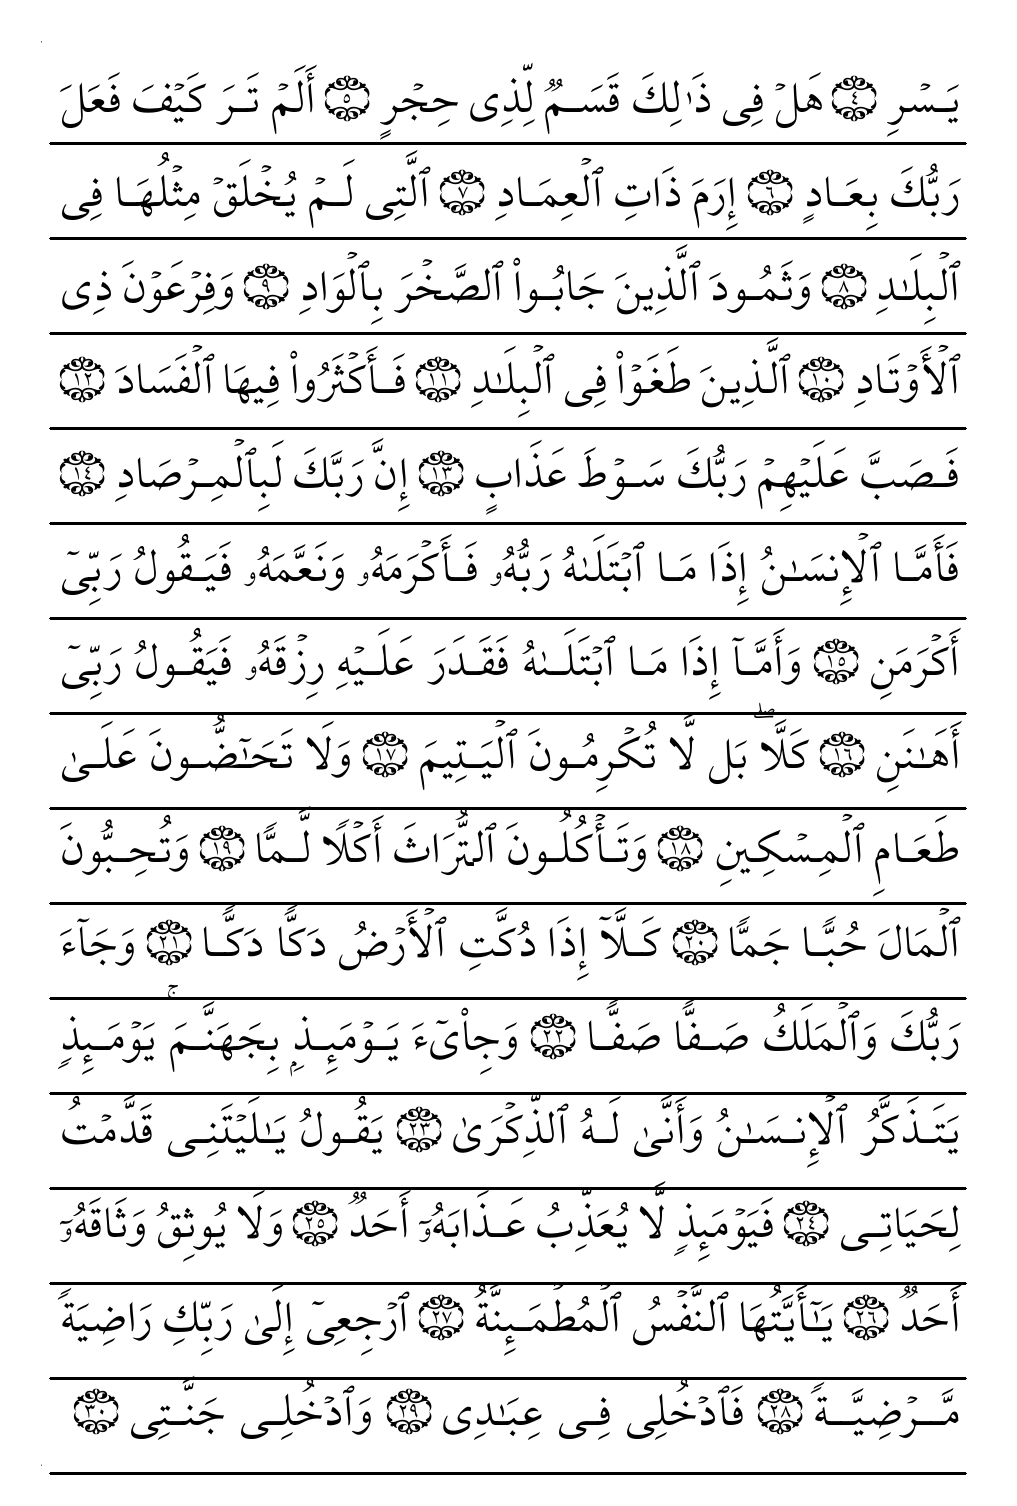 يَسۡرِ ٤ هَلۡ فِى ذَٰلِكَ قَسَمٌۭ لِّذِى حِجۡرٍ ٥ أَلَمۡ تَرَ كَيۡفَ فَعَلَ
رَبُّكَ بِعَادٍ ٦ إِرَمَ ذَاتِ ٱلۡعِمَادِ ٧ ٱلَّتِى لَمۡ يُخۡلَقۡ مِثۡلُهَا فِى
ٱلۡبِلَـٰدِ ٨ وَثَمُودَ ٱلَّذِينَ جَابُواْ ٱلصَّخۡرَ بِٱلۡوَادِ ٩ وَفِرۡعَوۡنَ ذِى
ٱلۡأَوۡتَادِ ١٠ ٱلَّذِينَ طَغَوۡاْ فِى ٱلۡبِلَـٰدِ ١١ فَأَكۡثَرُواْ فِيهَا ٱلۡفَسَادَ ١٢
فَصَبَّ عَلَيۡهِمۡ رَبُّكَ سَوۡطَ عَذَابٍ ١٣ إِنَّ رَبَّكَ لَبِٱلۡمِرۡصَادِ ١٤
فَأَمَّا ٱلۡإِنسَـٰنُ إِذَا مَا ٱبۡتَلَىٰهُ رَبُّهُۥ فَأَكۡرَمَهُۥ وَنَعَّمَهُۥ فَيَقُولُ رَبِّىٓ
أَكۡرَمَنِ ١٥ وَأَمَّآ إِذَا مَا ٱبۡتَلَىٰهُ فَقَدَرَ عَلَيۡهِ رِزۡقَهُۥ فَيَقُولُ رَبِّىٓ
أَهَـٰنَنِ ١٦ كَلَّاۖ بَل لَّا تُكۡرِمُونَ ٱلۡيَتِيمَ ١٧ وَلَا تَحَـٰٓضُّونَ عَلَىٰ
طَعَامِ ٱلۡمِسۡكِينِ ١٨ وَتَأۡكُلُونَ ٱلتُّرَاثَ أَكۡلًا لَّمًّا ١٩ وَتُحِبُّونَ
ٱلۡمَالَ حُبًّا جَمًّا ٢٠ كَلَّآ إِذَا دُكَّتِ ٱلۡأَرۡضُ دَكًّا دَكًّا ٢١ وَجَآءَ
رَبُّكَ وَٱلۡمَلَكُ صَفًّا صَفًّا ٢٢ وَجِاْىٓءَ يَوۡمَئِذِۭ بِجَهَنَّمَۚ يَوۡمَئِذٍ
يَتَذَكَّرُ ٱلۡإِنسَـٰنُ وَأَنَّىٰ لَهُ ٱلذِّكۡرَىٰ ٢٣ يَقُولُ يَـٰلَيۡتَنِى قَدَّمۡتُ
لِحَيَاتِى ٢٤ فَيَوۡمَئِذٍ لَّا يُعَذِّبُ عَذَابَهُۥٓ أَحَدٌۭ ٢٥ وَلَا يُوثِقُ وَثَاقَهُۥٓ
أَحَدٌۭ ٢٦ يَـٰٓأَيَّتُهَا ٱلنَّفۡسُ ٱلۡمُطۡمَئِنَّةُ ٢٧ ٱرۡجِعِىٓ إِلَىٰ رَبِّكِ رَاضِيَةً
مَّرۡضِيَّةً ٢٨ فَٱدۡخُلِى فِى عِبَـٰدِى ٢٩ وَٱدۡخُلِى جَنَّتِى ٣٠